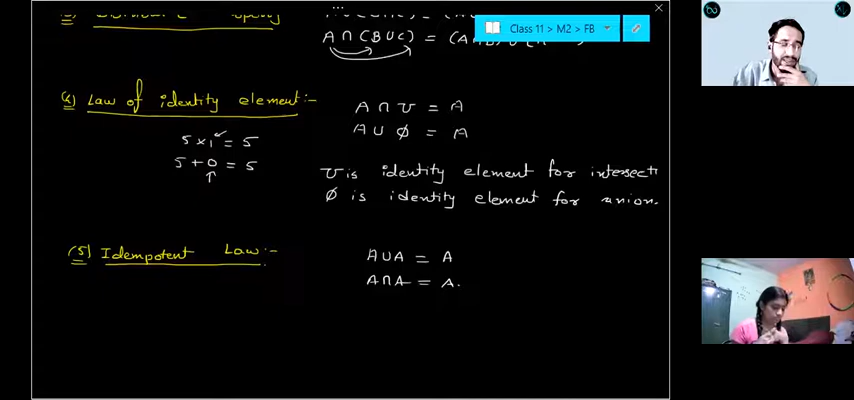 A ∩ (B ∪ C) =
Class 11 > M2 > FB
(4) Law of identity element:-
A ∩ U = A
5 × 1 = 5
A ∪ φ = A
5 + 0 = 5
↑
U is identity element for intersecti
φ is identity element for union.
(5) Idempotent Law:-
A ∪ A = A
A ∩ A = A.